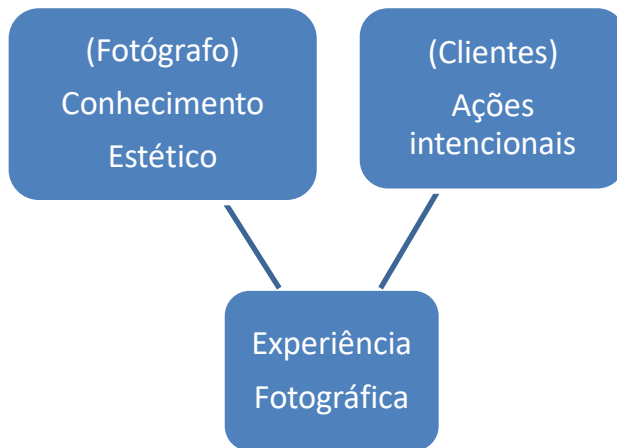 (Fotógrafo)
Conhecimento
Estético
(Clientes)
Ações
intencionais
Experiência
Fotográfica